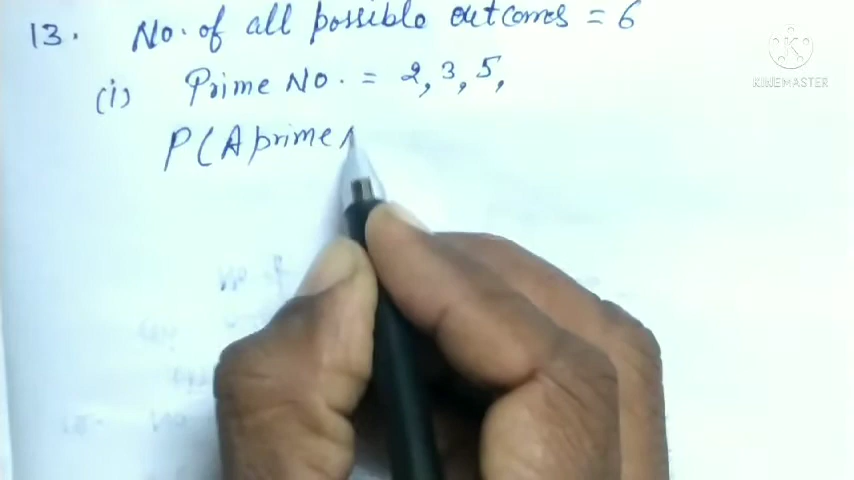 13. No. of all possible outcomes = 6
(i) Prime No. = 2, 3, 5,
P(A prime
KINEMASTER